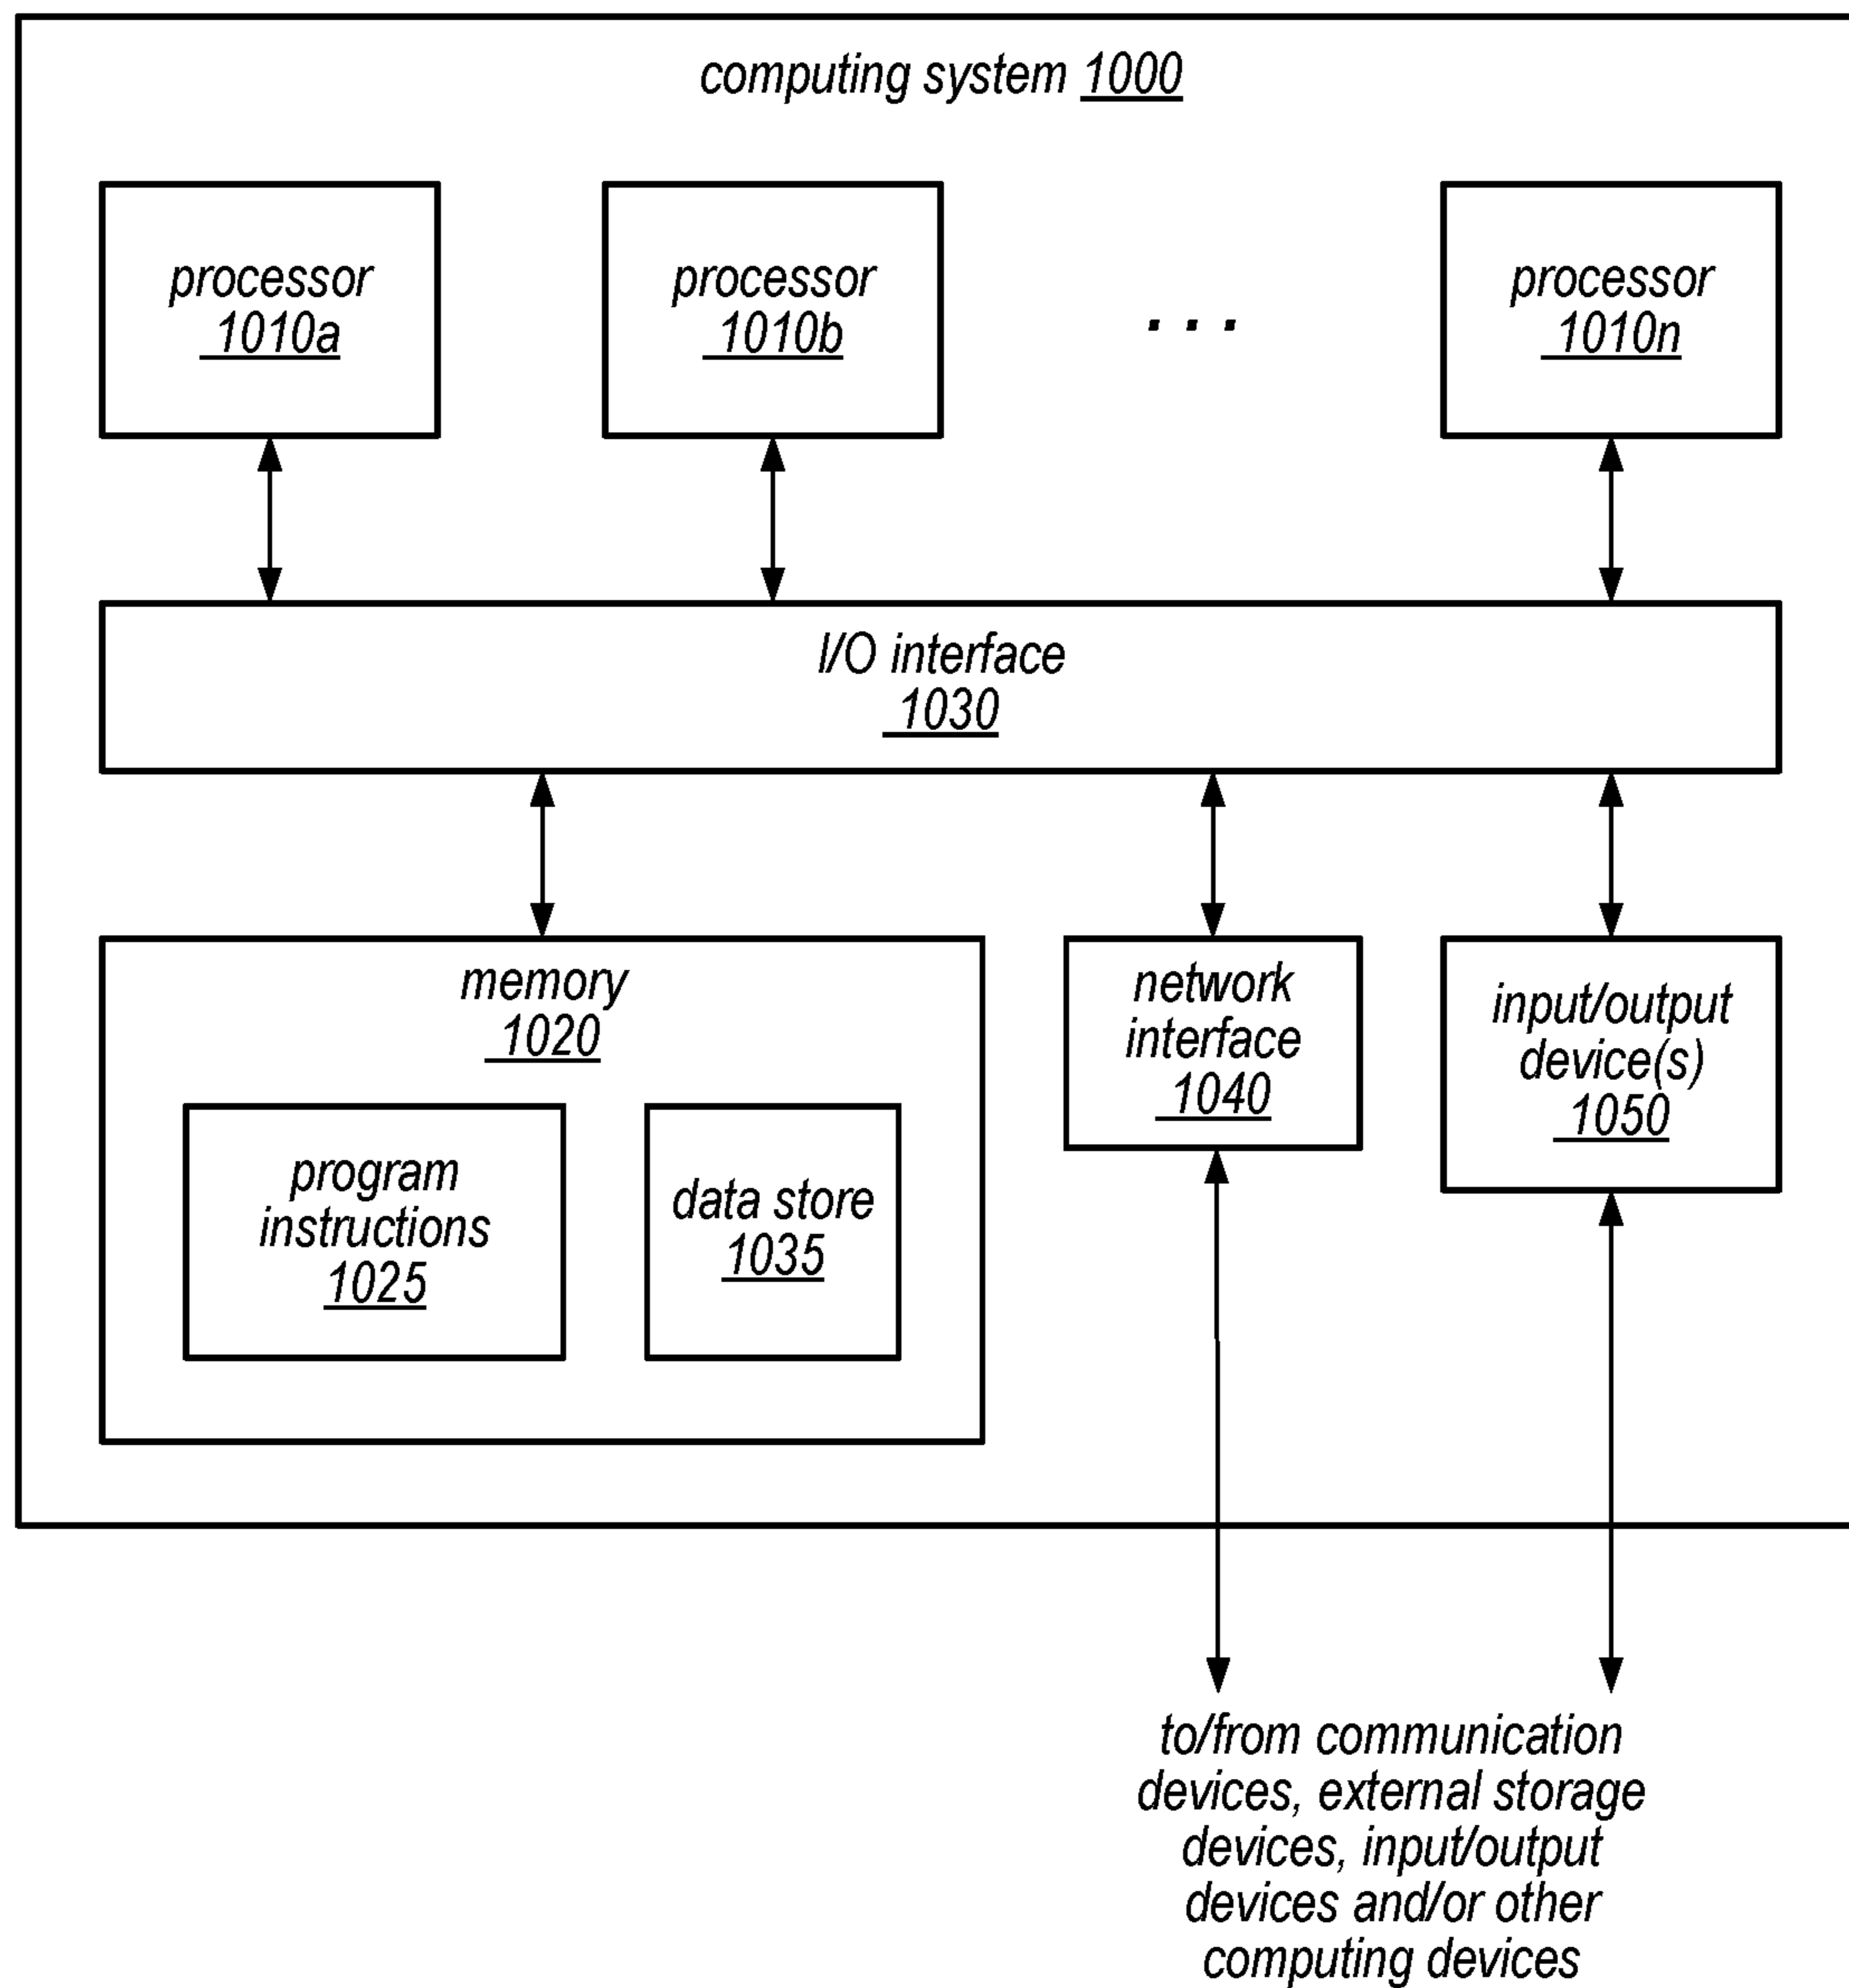 computing system 1000
processor
1010a
processor
1010b
. . .
processor
1010n
I/O interface
1030
memory
1020
program
instructions
1025
data store
1035
network
interface
1040
input/output
device(s)
1050
to/from communication
devices, external storage
devices, input/output
devices and/or other
computing devices